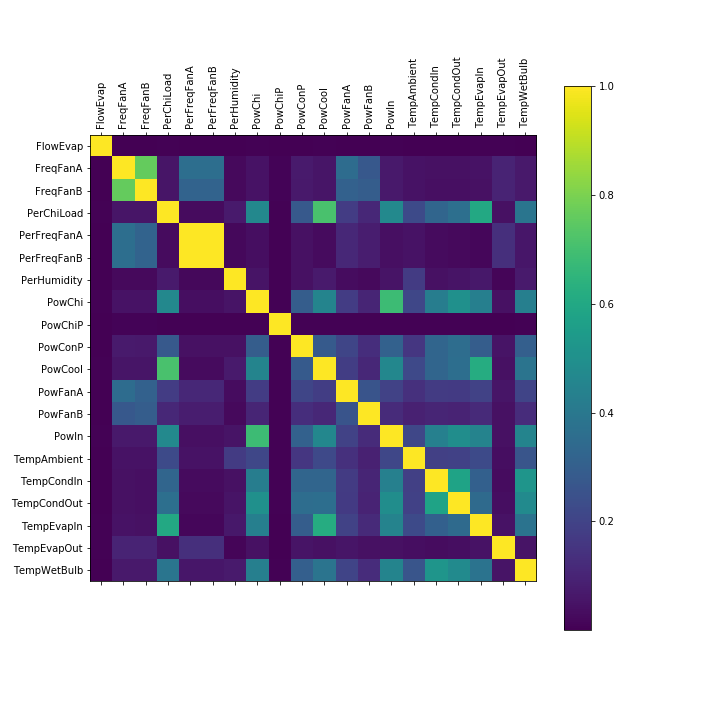 FlowEvap
FreqFanA
FreqFanB
PerChiLoad
PerFreqFanA
PerFreqFanB
PerHumidity
PowChi
PowChiP
PowConP
PowCool
PowFanA
PowFanB
PowIn
TempAmbient
TempCondIn
TempCondOut
TempEvapIn
TempEvapOut
TempWetBulb
FlowEvap
FreqFanA
FreqFanB
PerChiLoad
PerFreqFanA
PerFreqFanB
PerHumidity
PowChi
PowChiP
PowConP
PowCool
PowFanA
PowFanB
PowIn
TempAmbient
TempCondIn
TempCondOut
TempEvapIn
TempEvapOut
TempWetBulb
1.0
0.8
0.6
0.4
0.2